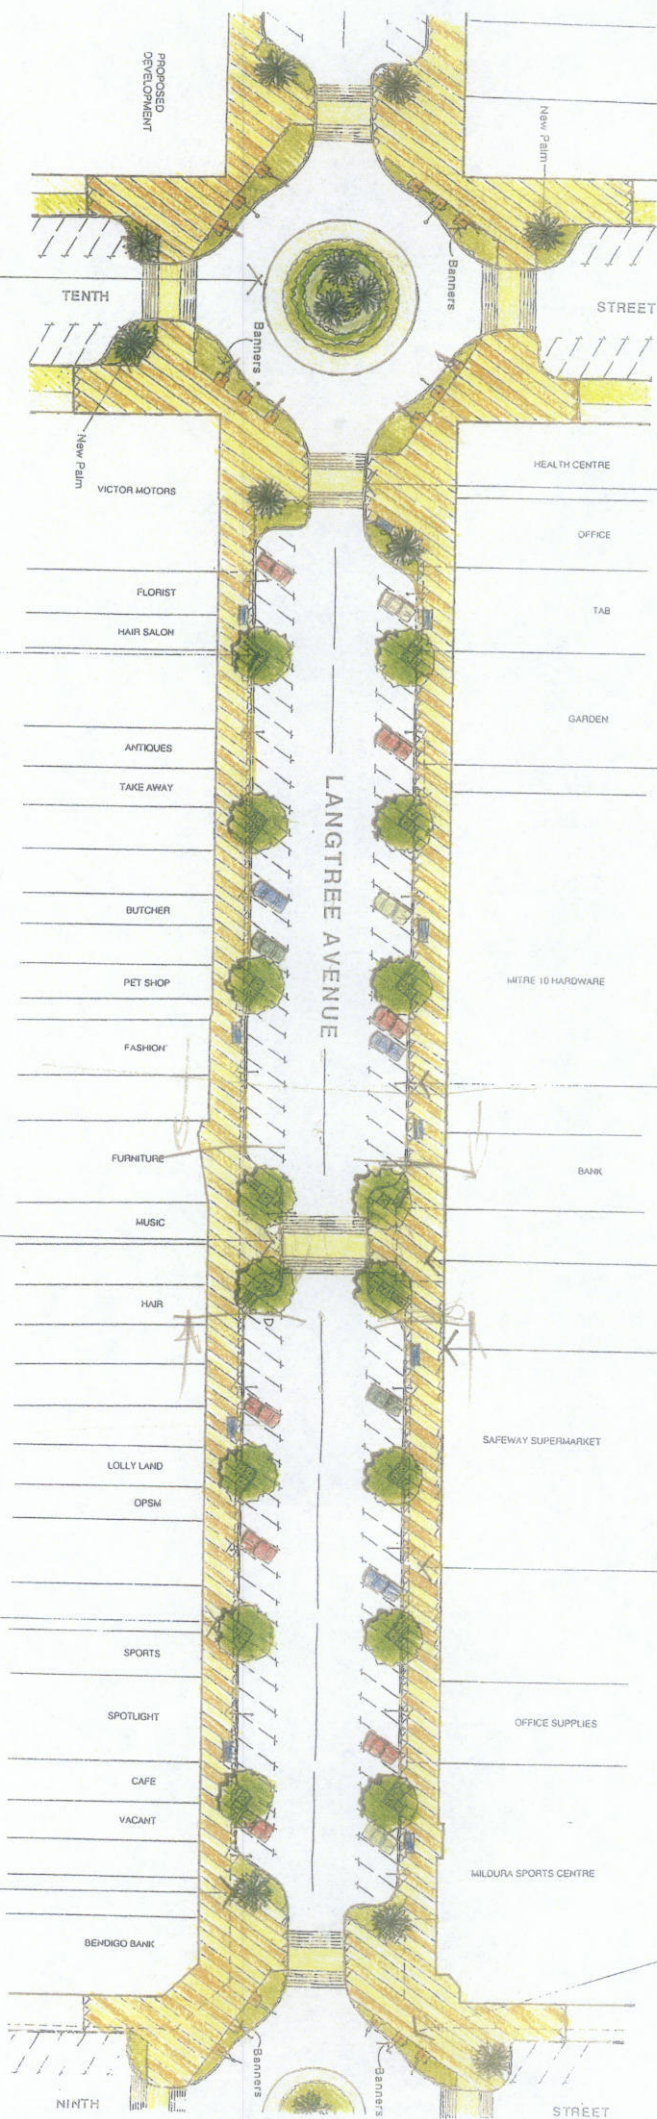 PROPOSED
DEVELOPMENT
New Palm
TENTH
STREET
Banners
Banners
New Palm
VICTOR MOTORS
HEALTH CENTRE
OFFICE
FLORIST
TAB
HAIR SALON
GARDEN
ANTIQUES
TAKE AWAY
LANGTREE AVENUE
BUTCHER
PET SHOP
MITRE 10 HARDWARE
FASHION
FURNITURE
BANK
MUSIC
HAIR
SAFEWAY SUPERMARKET
LOLLY LAND
OPSM
SPORTS
SPOTLIGHT
OFFICE SUPPLIES
CAFE
VACANT
MILDURA SPORTS CENTRE
BENDIGO BANK
Banners
Banners
NINTH
STREET